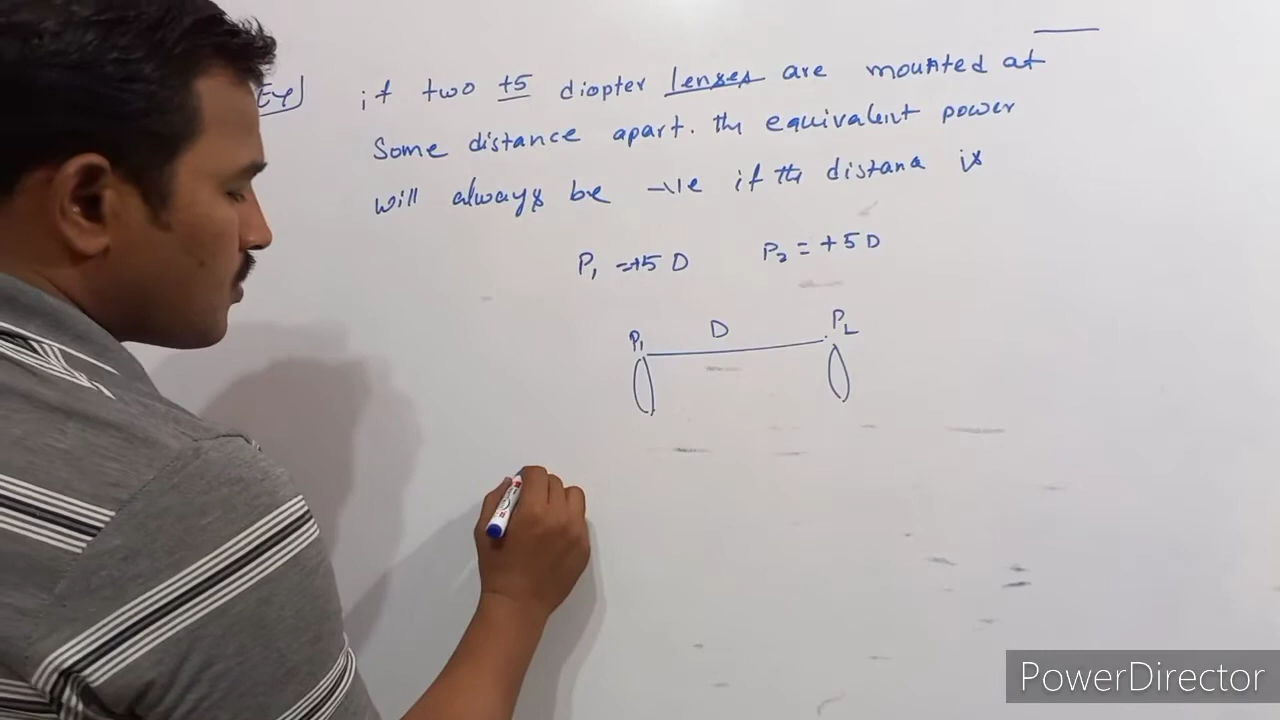 Ex] if two +5 diopter lenses are mounted at
Some distance apart. The equivalent power
will always be -ve if the distance is
P₁ = +5 D P₂ = +5 D
P₁ D P₂
PowerDirector